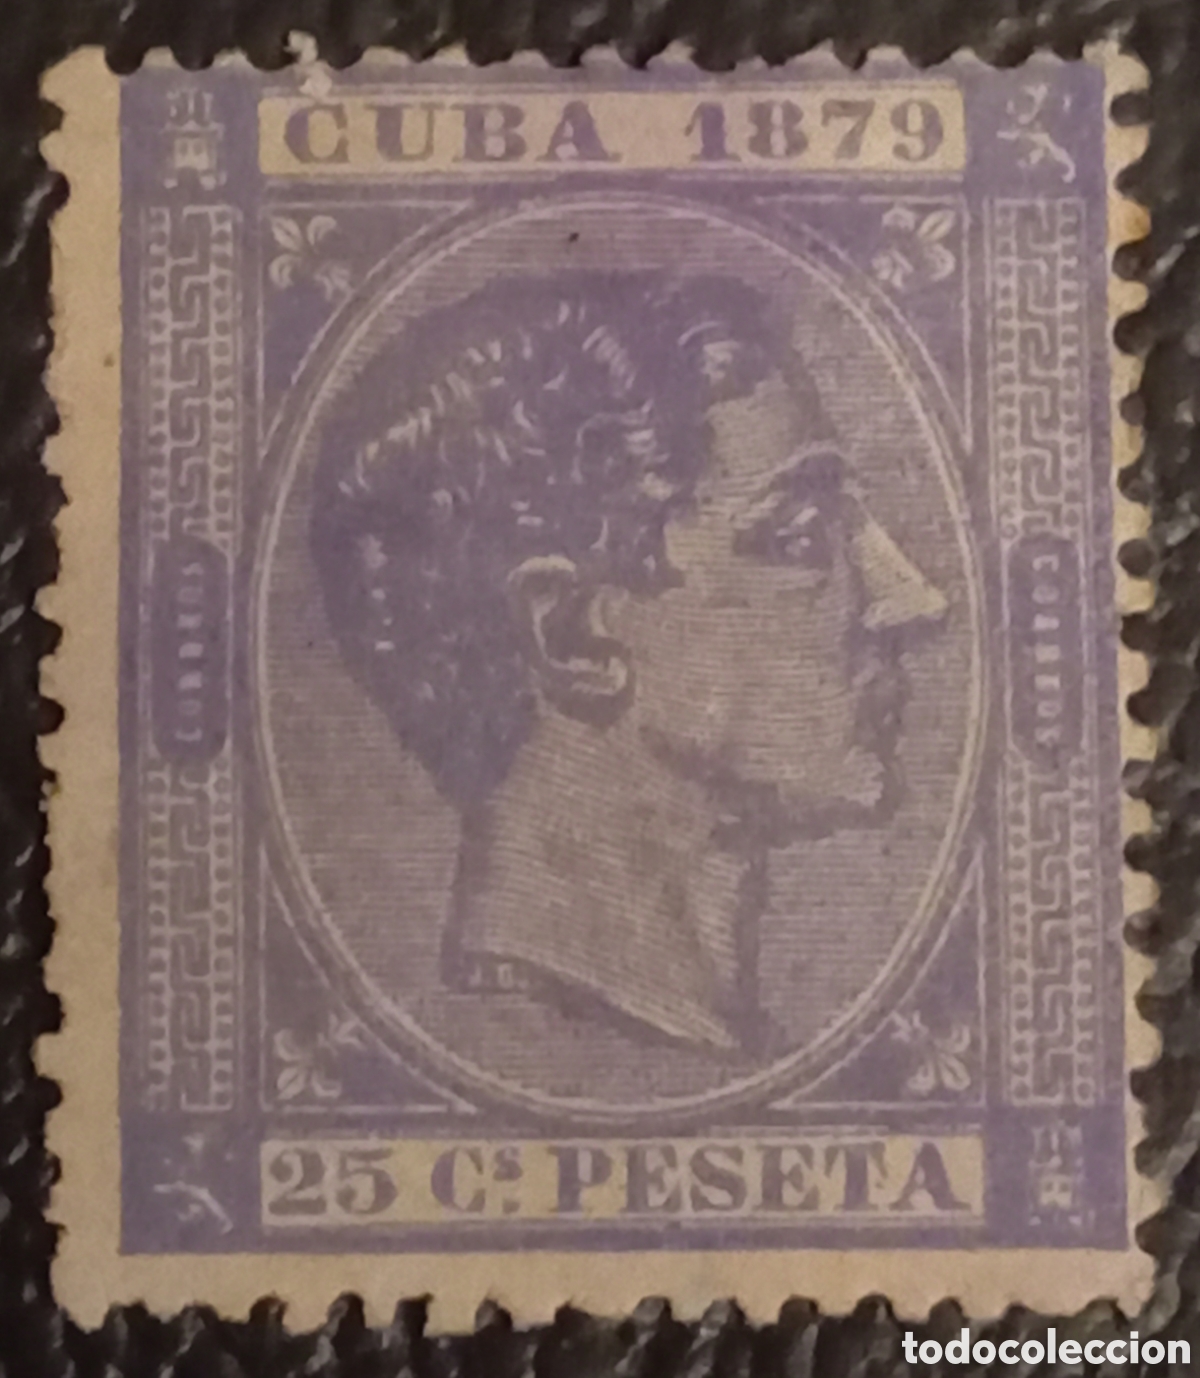 CUBA 1879
CORREOS
CORREOS
J.G.
25 Cs. PESETA
todocoleccion